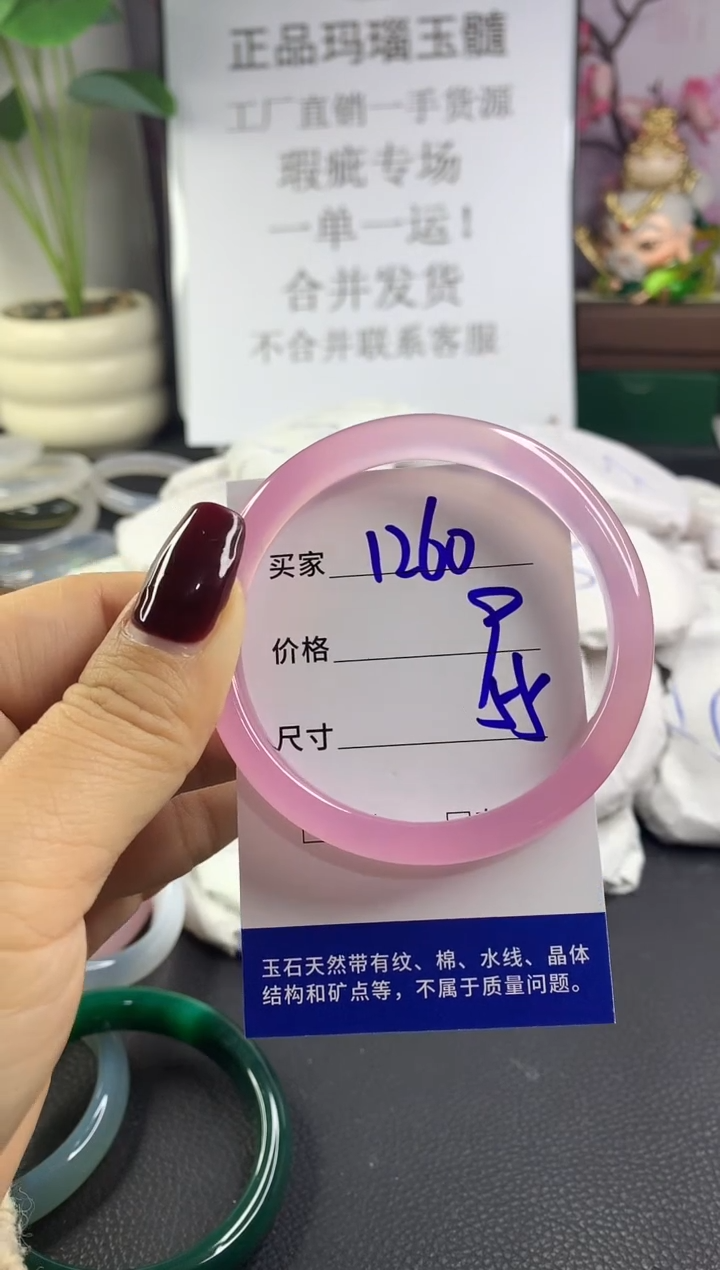 正品玛瑙玉髓
工厂直销一手货源
瑕疵专场
一单一运！
合并发货
不合并联系客服
买家 1260
价格
尺寸
玉石天然带有纹、棉、水线、晶体
结构和矿点等，不属于质量问题。